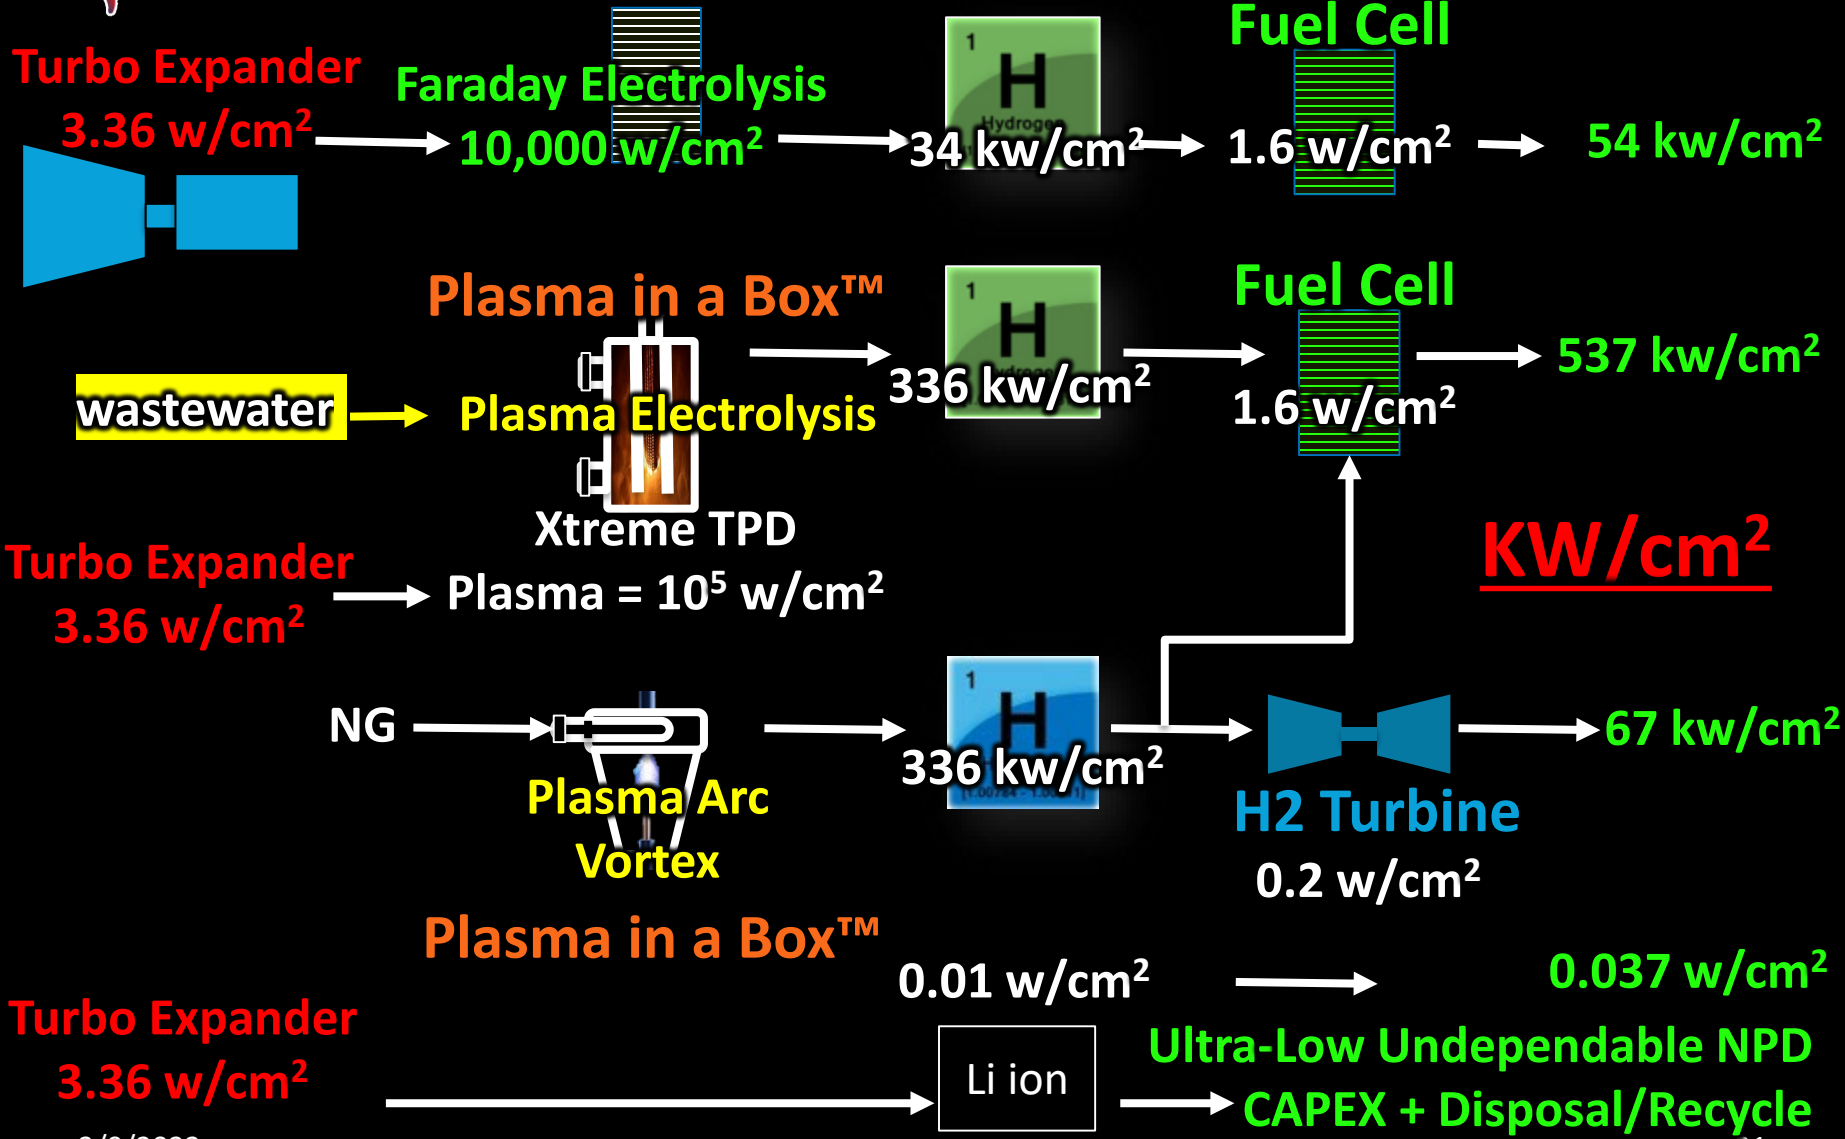 Turbo Expander
3.36 w/cm²
Faraday Electrolysis
10,000 w/cm²
1
H
Hydrogen
34 kw/cm²
Fuel Cell
1.6 w/cm²
54 kw/cm²
Plasma in a Box™
wastewater
Plasma Electrolysis
Xtreme TPD
1
H
336 kw/cm²
Fuel Cell
1.6 w/cm²
537 kw/cm²
KW/cm²
Turbo Expander
3.36 w/cm²
Plasma = 10⁵ w/cm²
NG
Plasma Arc
Vortex
Plasma in a Box™
1
H
336 kw/cm²
H2 Turbine
0.2 w/cm²
67 kw/cm²
Turbo Expander
3.36 w/cm²
0.01 w/cm²
0.037 w/cm²
Li ion
Ultra-Low Undependable NPD
CAPEX + Disposal/Recycle